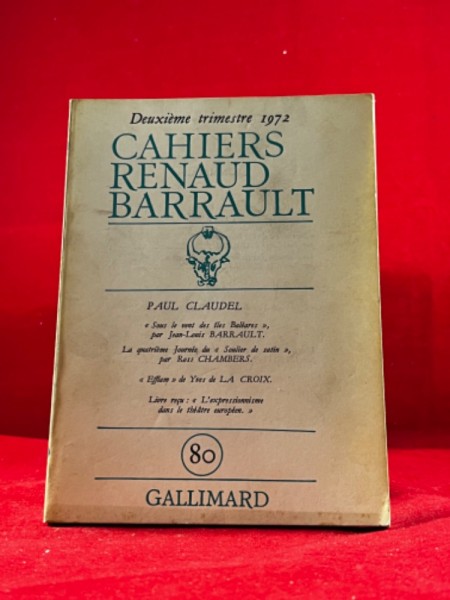 Deuxième trimestre 1972
CAHIERS
RENAUD
BARRAULT
PAUL CLAUDEL
« Sous le vent des îles Baléares »,
par Jean-Louis BARRAULT.
La quatrième Journée du « Soulier de satin »,
par Ross CHAMBERS.
« Efflam » de Yves de LA CROIX.
Livre reçu : « L'expressionnisme
dans le théâtre européen. »
80
GALLIMARD